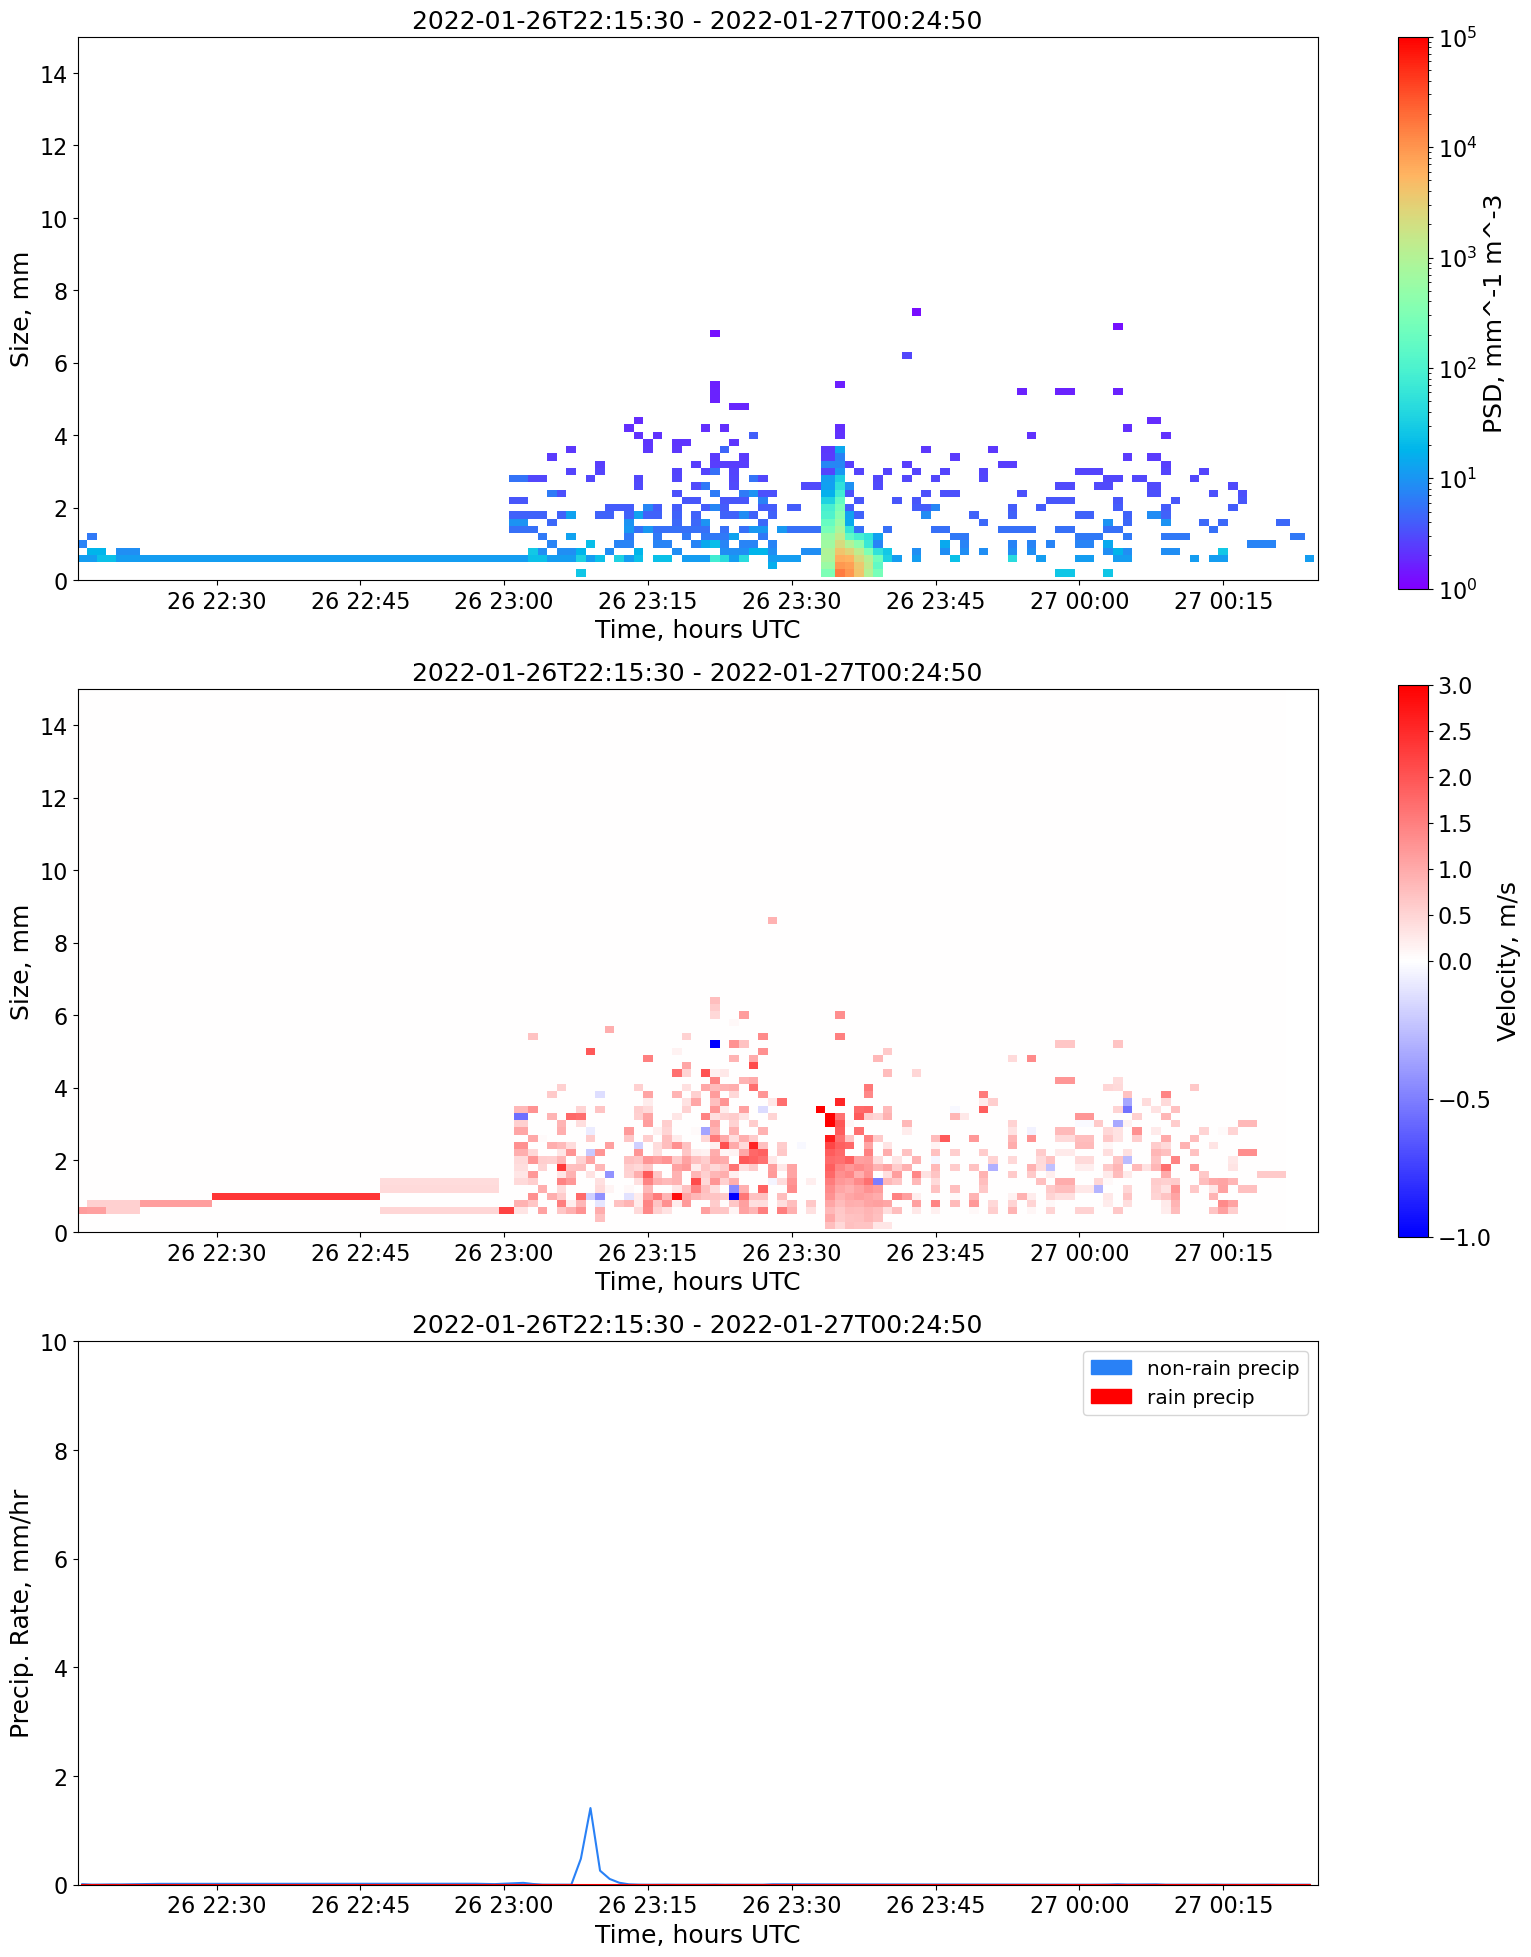 2022-01-26T22:15:30 - 2022-01-27T00:24:50
14
12
10
8
6
4
2
0
Size, mm
26 22:30 26 22:45 26 23:00 26 23:15 26 23:30 26 23:45 27 00:00 27 00:15
Time, hours UTC
10^5
10^4
10^3
10^2
10^1
10^0
PSD, mm^-1 m^-3
2022-01-26T22:15:30 - 2022-01-27T00:24:50
14
12
10
8
6
4
2
0
Size, mm
26 22:30 26 22:45 26 23:00 26 23:15 26 23:30 26 23:45 27 00:00 27 00:15
Time, hours UTC
3.0
2.5
2.0
1.5
1.0
0.5
0.0
−0.5
−1.0
Velocity, m/s
2022-01-26T22:15:30 - 2022-01-27T00:24:50
10
8
6
4
2
0
Precip. Rate, mm/hr
non-rain precip
rain precip
26 22:30 26 22:45 26 23:00 26 23:15 26 23:30 26 23:45 27 00:00 27 00:15
Time, hours UTC